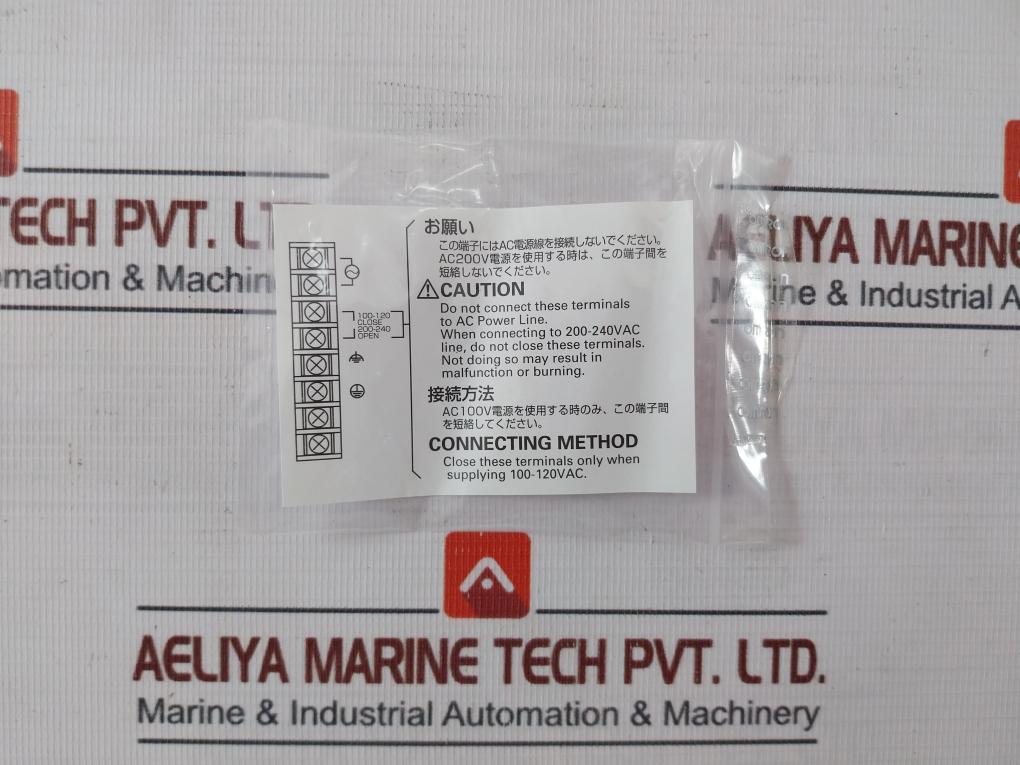 TECH PVT. LT
omation & Machin
AELIYA MARINE
Marine & Industrial A
お願い
この端子にはAC電源線を接続しないでください。
AC200V電源を使用する時は、この端子間を
短絡しないでください。
CAUTION
Do not connect these terminals
to AC Power Line.
When connecting to 200-240VAC
line, do not close these terminals.
Not doing so may result in
malfunction or burning.
接続方法
AC100V電源を使用する時のみ、この端子間
を短絡してください。
CONNECTING METHOD
Close these terminals only when
supplying 100-120VAC.
100-120
CLOSE
200-240
OPEN
AELIYA MARINE TECH PVT. LTD.
Marine & Industrial Automation & Machinery